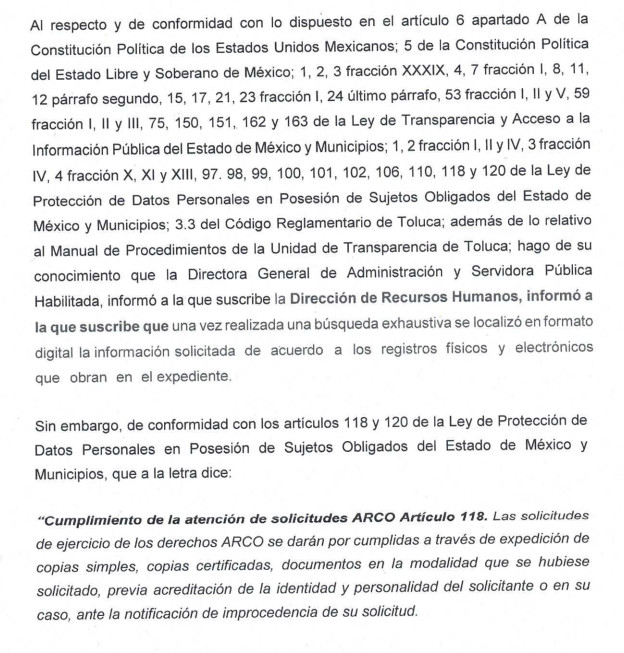 Al respecto y de conformidad con lo dispuesto en el artículo 6 apartado A de la
Constitución Política de los Estados Unidos Mexicanos; 5 de la Constitución Política
del Estado Libre y Soberano de México; 1, 2, 3 fracción XXXIX, 4, 7 fracción I, 8, 11,
12 párrafo segundo, 15, 17, 21, 23 fracción I, 24 último párrafo, 53 fracción I, II y V, 59
fracción I, II y III, 75, 150, 151, 162 y 163 de la Ley de Transparencia y Acceso a la
Información Pública del Estado de México y Municipios; 1, 2 fracción I, II y IV, 3 fracción
IV, 4 fracción X, XI y XIII, 97. 98, 99, 100, 101, 102, 106, 110, 118 y 120 de la Ley de
Protección de Datos Personales en Posesión de Sujetos Obligados del Estado de
México y Municipios; 3.3 del Código Reglamentario de Toluca; además de lo relativo
al Manual de Procedimientos de la Unidad de Transparencia de Toluca; hago de su
conocimiento que la Directora General de Administración y Servidora Pública
Habilitada, informó a la que suscribe la Dirección de Recursos Humanos, informó a
la que suscribe que una vez realizada una búsqueda exhaustiva se localizó en formato
digital la información solicitada de acuerdo a los registros físicos y electrónicos
que obran en el expediente.
Sin embargo, de conformidad con los artículos 118 y 120 de la Ley de Protección de
Datos Personales en Posesión de Sujetos Obligados del Estado de México y
Municipios, que a la letra dice:
"Cumplimiento de la atención de solicitudes ARCO Artículo 118. Las solicitudes
de ejercicio de los derechos ARCO se darán por cumplidas a través de expedición de
copias simples, copias certificadas, documentos en la modalidad que se hubiese
solicitado, previa acreditación de la identidad y personalidad del solicitante o en su
caso, ante la notificación de improcedencia de su solicitud.